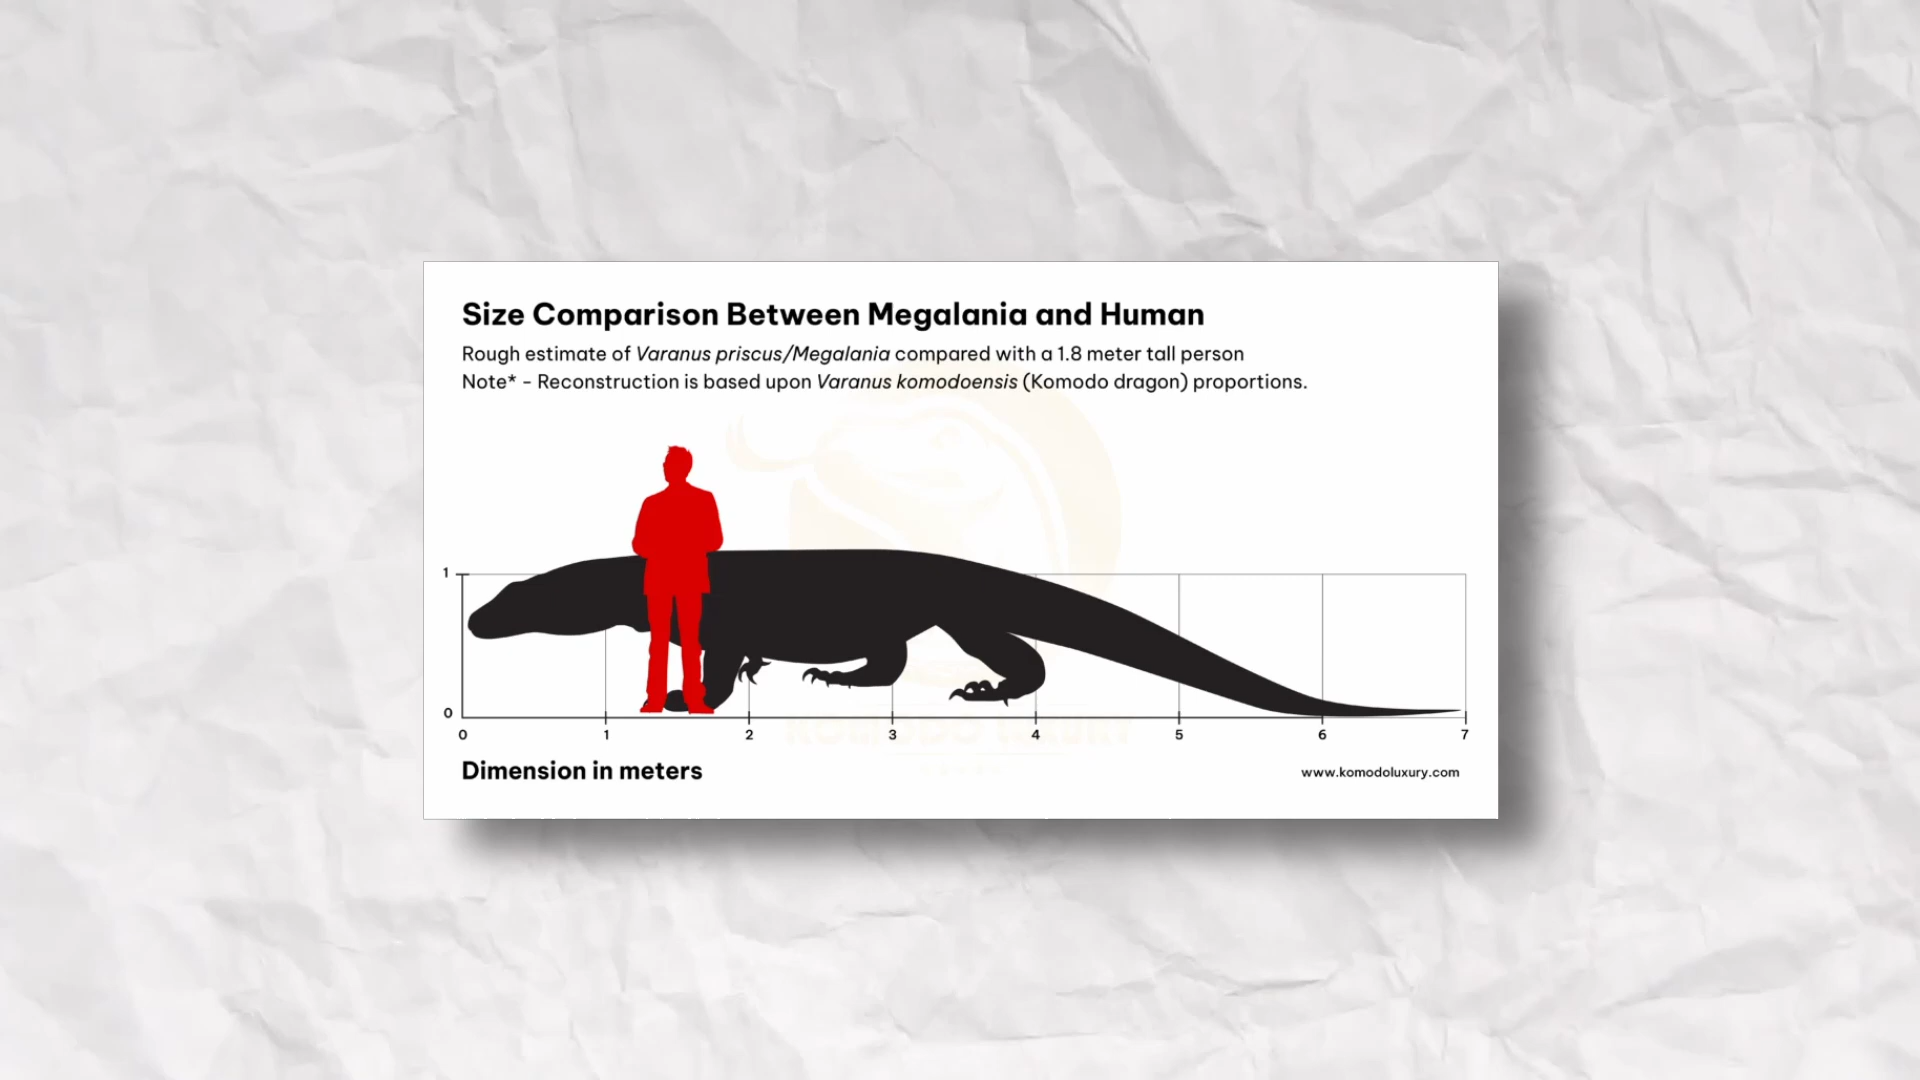 Size Comparison Between Megalania and Human
Rough estimate of Varanus priscus/Megalania compared with a 1.8 meter tall person
Note* - Reconstruction is based upon Varanus komodoensis (Komodo dragon) proportions.
1
0
0 1 2 3 4 5 6 7
KOMODO LUXURY
Dimension in meters
www.komodoluxury.com